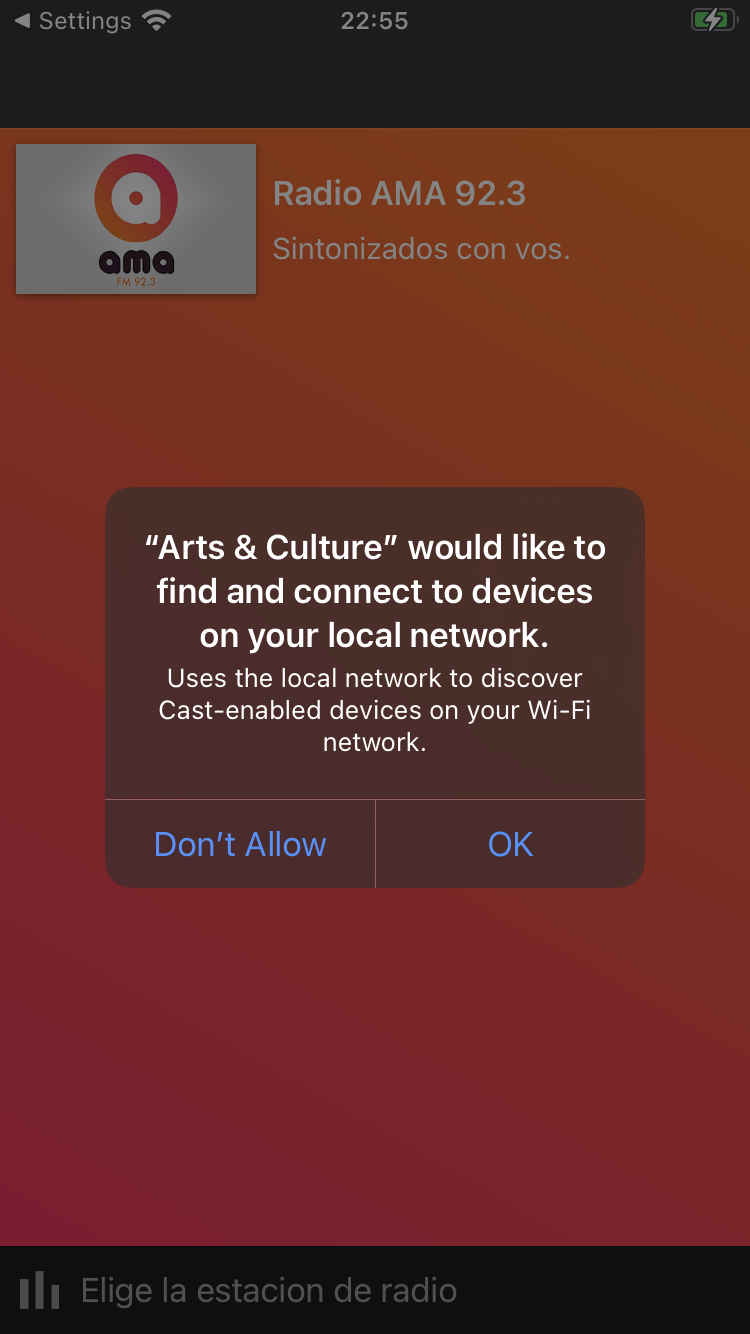 ◀ Settings
22:55
ama
FM 92.3
Radio AMA 92.3
Sintonizados con vos.
“Arts & Culture” would like to
find and connect to devices
on your local network.
Uses the local network to discover
Cast-enabled devices on your Wi-Fi
network.
Don’t Allow
OK
Elige la estacion de radio